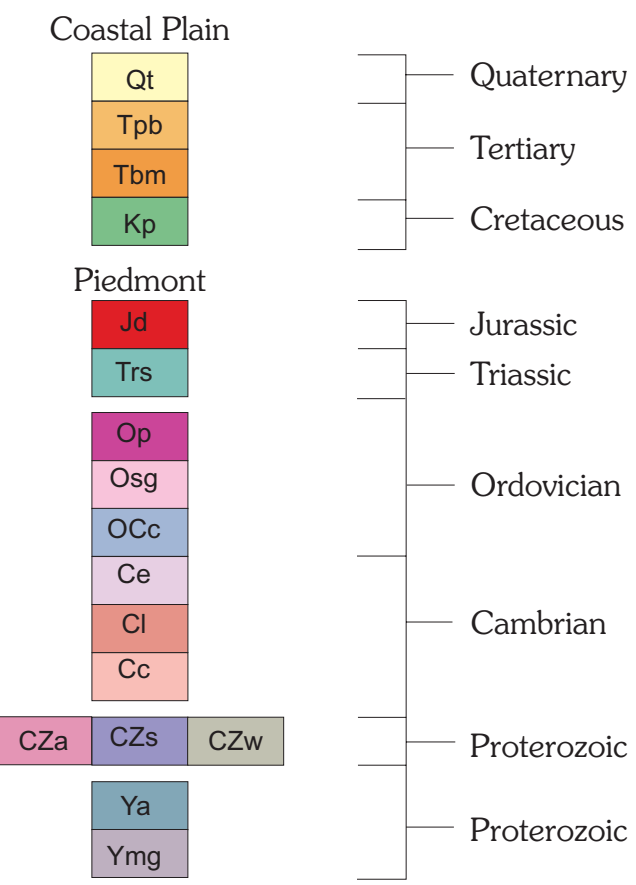 Coastal Plain
Qt
Quaternary
Tpb
Tertiary
Tbm
Kp
Cretaceous
Piedmont
Jd
Jurassic
Trs
Triassic
Op
Osg
Ordovician
OCc
Ce
Cl
Cambrian
Cc
CZa CZs CZw
Proterozoic
Ya
Proterozoic
Ymg